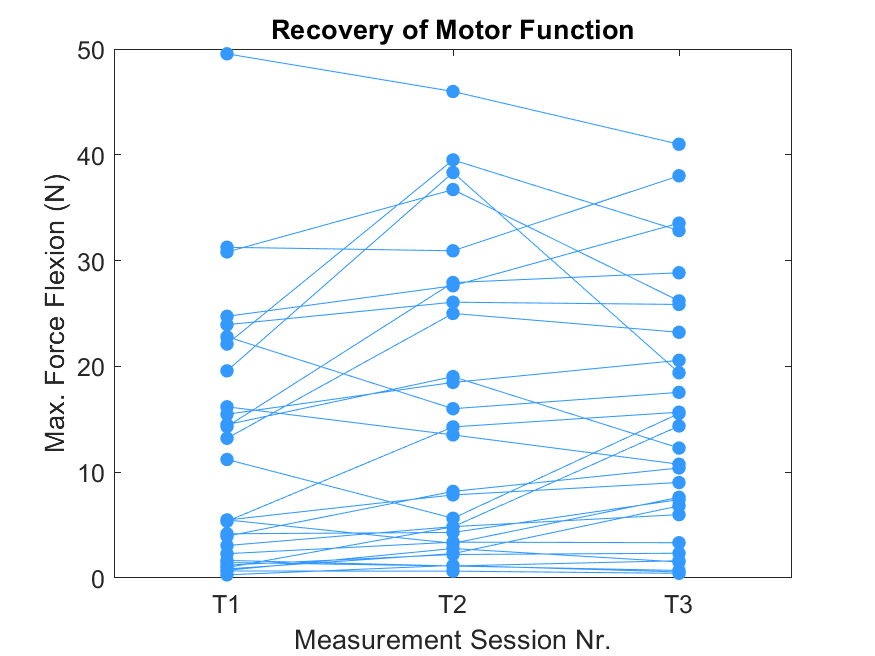 Recovery of Motor Function
50
40
30
20
10
0
Max. Force Flexion (N)
T1 T2 T3
Measurement Session Nr.